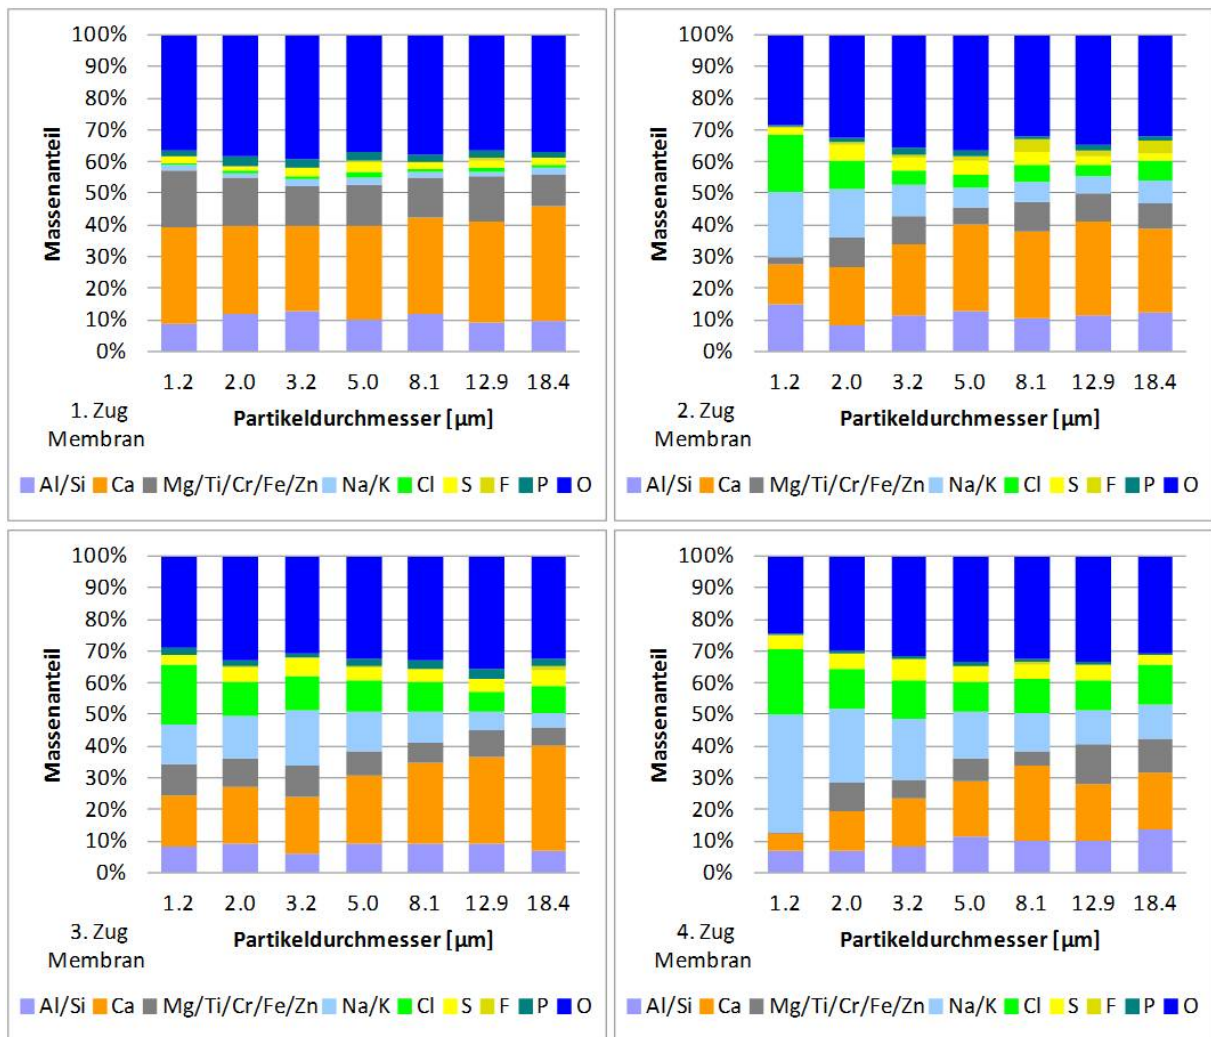 100%
90%
80%
70%
60%
50%
40%
30%
20%
10%
0%
Massenanteil
1.2 2.0 3.2 5.0 8.1 12.9 18.4
1. Zug
Membran
Partikeldurchmesser [µm]
Al/Si Ca Mg/Ti/Cr/Fe/Zn Na/K Cl S F P O
100%
90%
80%
70%
60%
50%
40%
30%
20%
10%
0%
Massenanteil
1.2 2.0 3.2 5.0 8.1 12.9 18.4
2. Zug
Membran
Partikeldurchmesser [µm]
Al/Si Ca Mg/Ti/Cr/Fe/Zn Na/K Cl S F P O
100%
90%
80%
70%
60%
50%
40%
30%
20%
10%
0%
Massenanteil
1.2 2.0 3.2 5.0 8.1 12.9 18.4
3. Zug
Membran
Partikeldurchmesser [µm]
Al/Si Ca Mg/Ti/Cr/Fe/Zn Na/K Cl S F P O
100%
90%
80%
70%
60%
50%
40%
30%
20%
10%
0%
Massenanteil
1.2 2.0 3.2 5.0 8.1 12.9 18.4
4. Zug
Membran
Partikeldurchmesser [µm]
Al/Si Ca Mg/Ti/Cr/Fe/Zn Na/K Cl S F P O